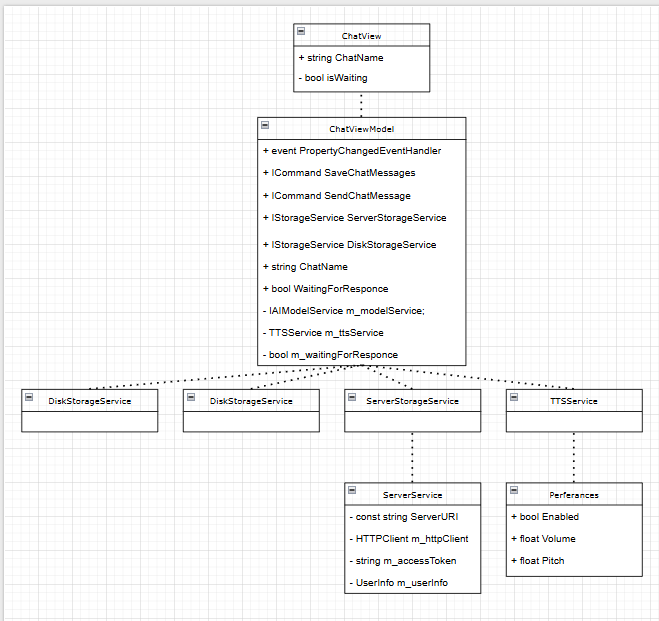 ChatView
+ string ChatName
- bool isWaiting
ChatViewModel
+ event PropertyChangedEventHandler
+ ICommand SaveChatMessages
+ ICommand SendChatMessage
+ IStorageService ServerStorageService
+ IStorageService DiskStorageService
+ string ChatName
+ bool WaitingForResponce
- IAIModelService m_modelService;
- TTSService m_ttsService
- bool m_waitingForResponce
DiskStorageService
DiskStorageService
ServerStorageService
TTSService
ServerService
- const string ServerURI
- HTTPClient m_httpClient
- string m_accessToken
- UserInfo m_userInfo
Perferances
+ bool Enabled
+ float Volume
+ float Pitch